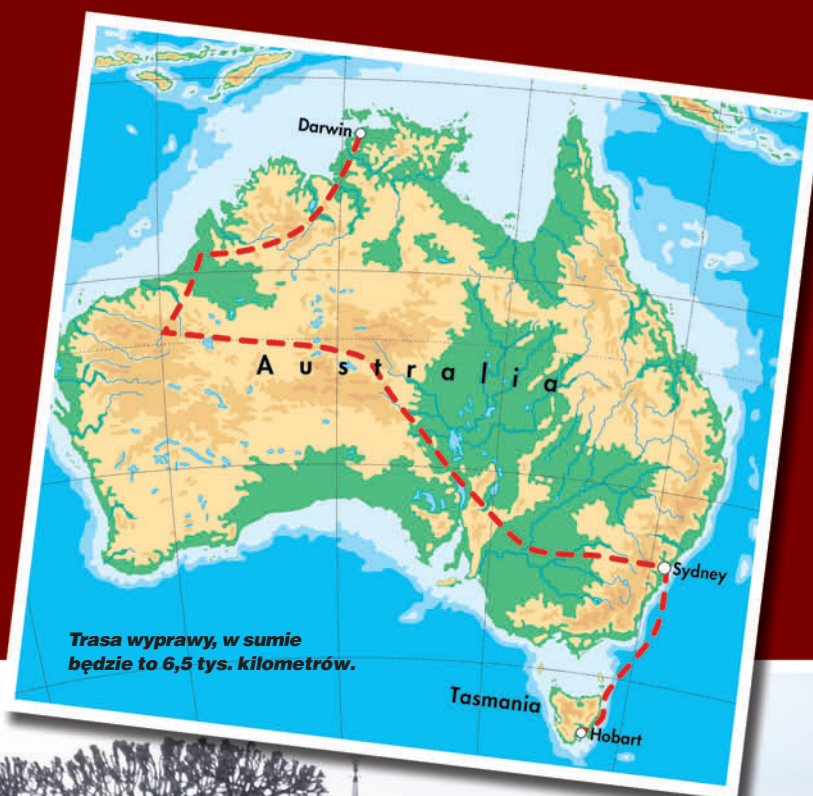 Darwin
Australia
Sydney
Trasa wyprawy, w sumie
będzie to 6,5 tys. kilometrów.
Tasmania
Hobart